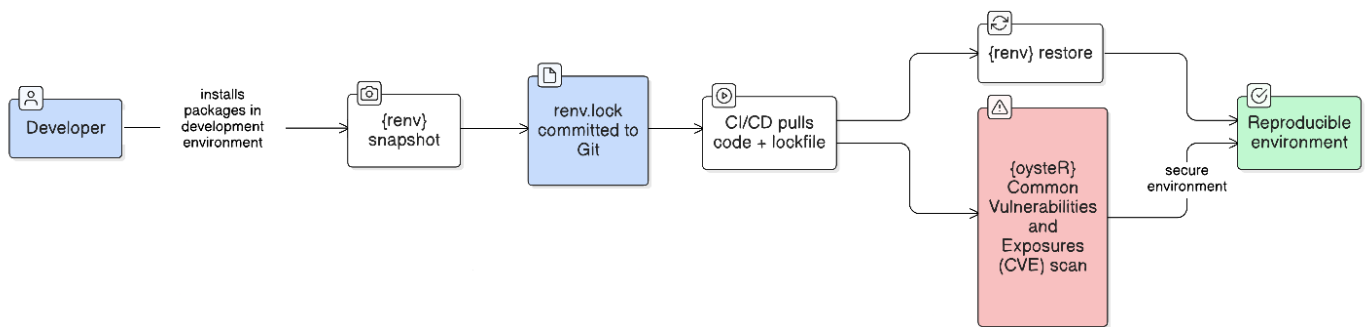 Developer
installs
packages in
development
environment
{renv}
snapshot
renv.lock
committed to
Git
CI/CD pulls
code + lockfile
{renv} restore
{oysteR}
Common
Vulnerabilities
and
Exposures
(CVE) scan
secure
environment
Reproducible
environment